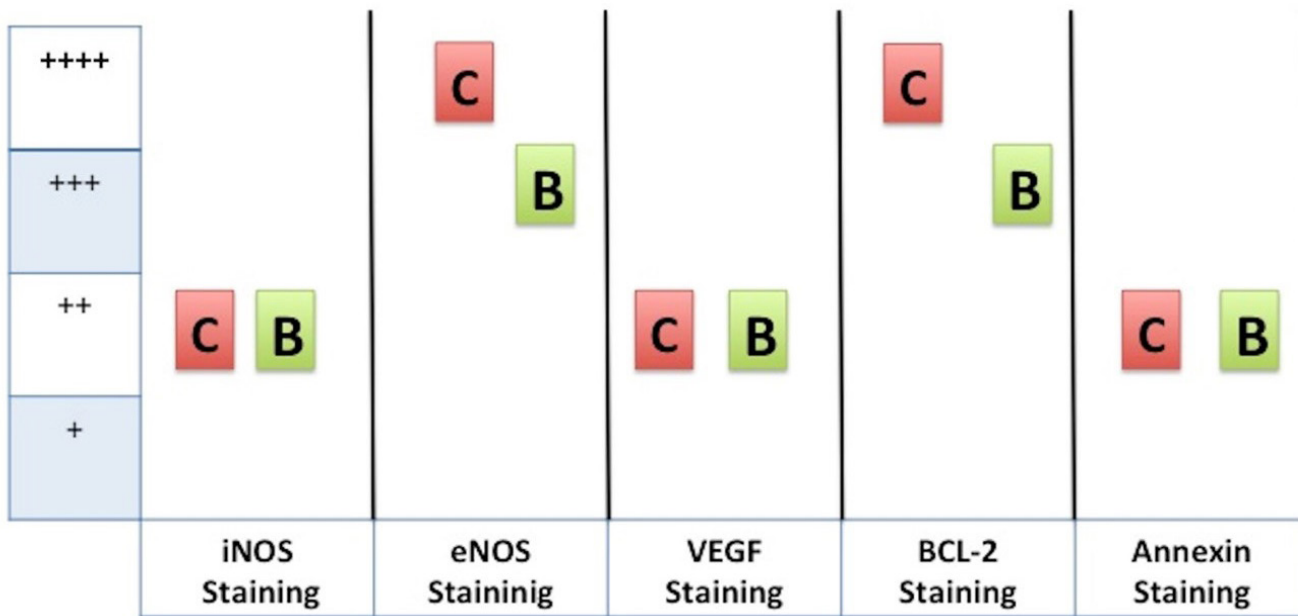 ++++
C
C
+++
B
B
++
C B
C B
C B
+
iNOS
Staining
eNOS
Staininig
VEGF
Staining
BCL-2
Staining
Annexin
Staining